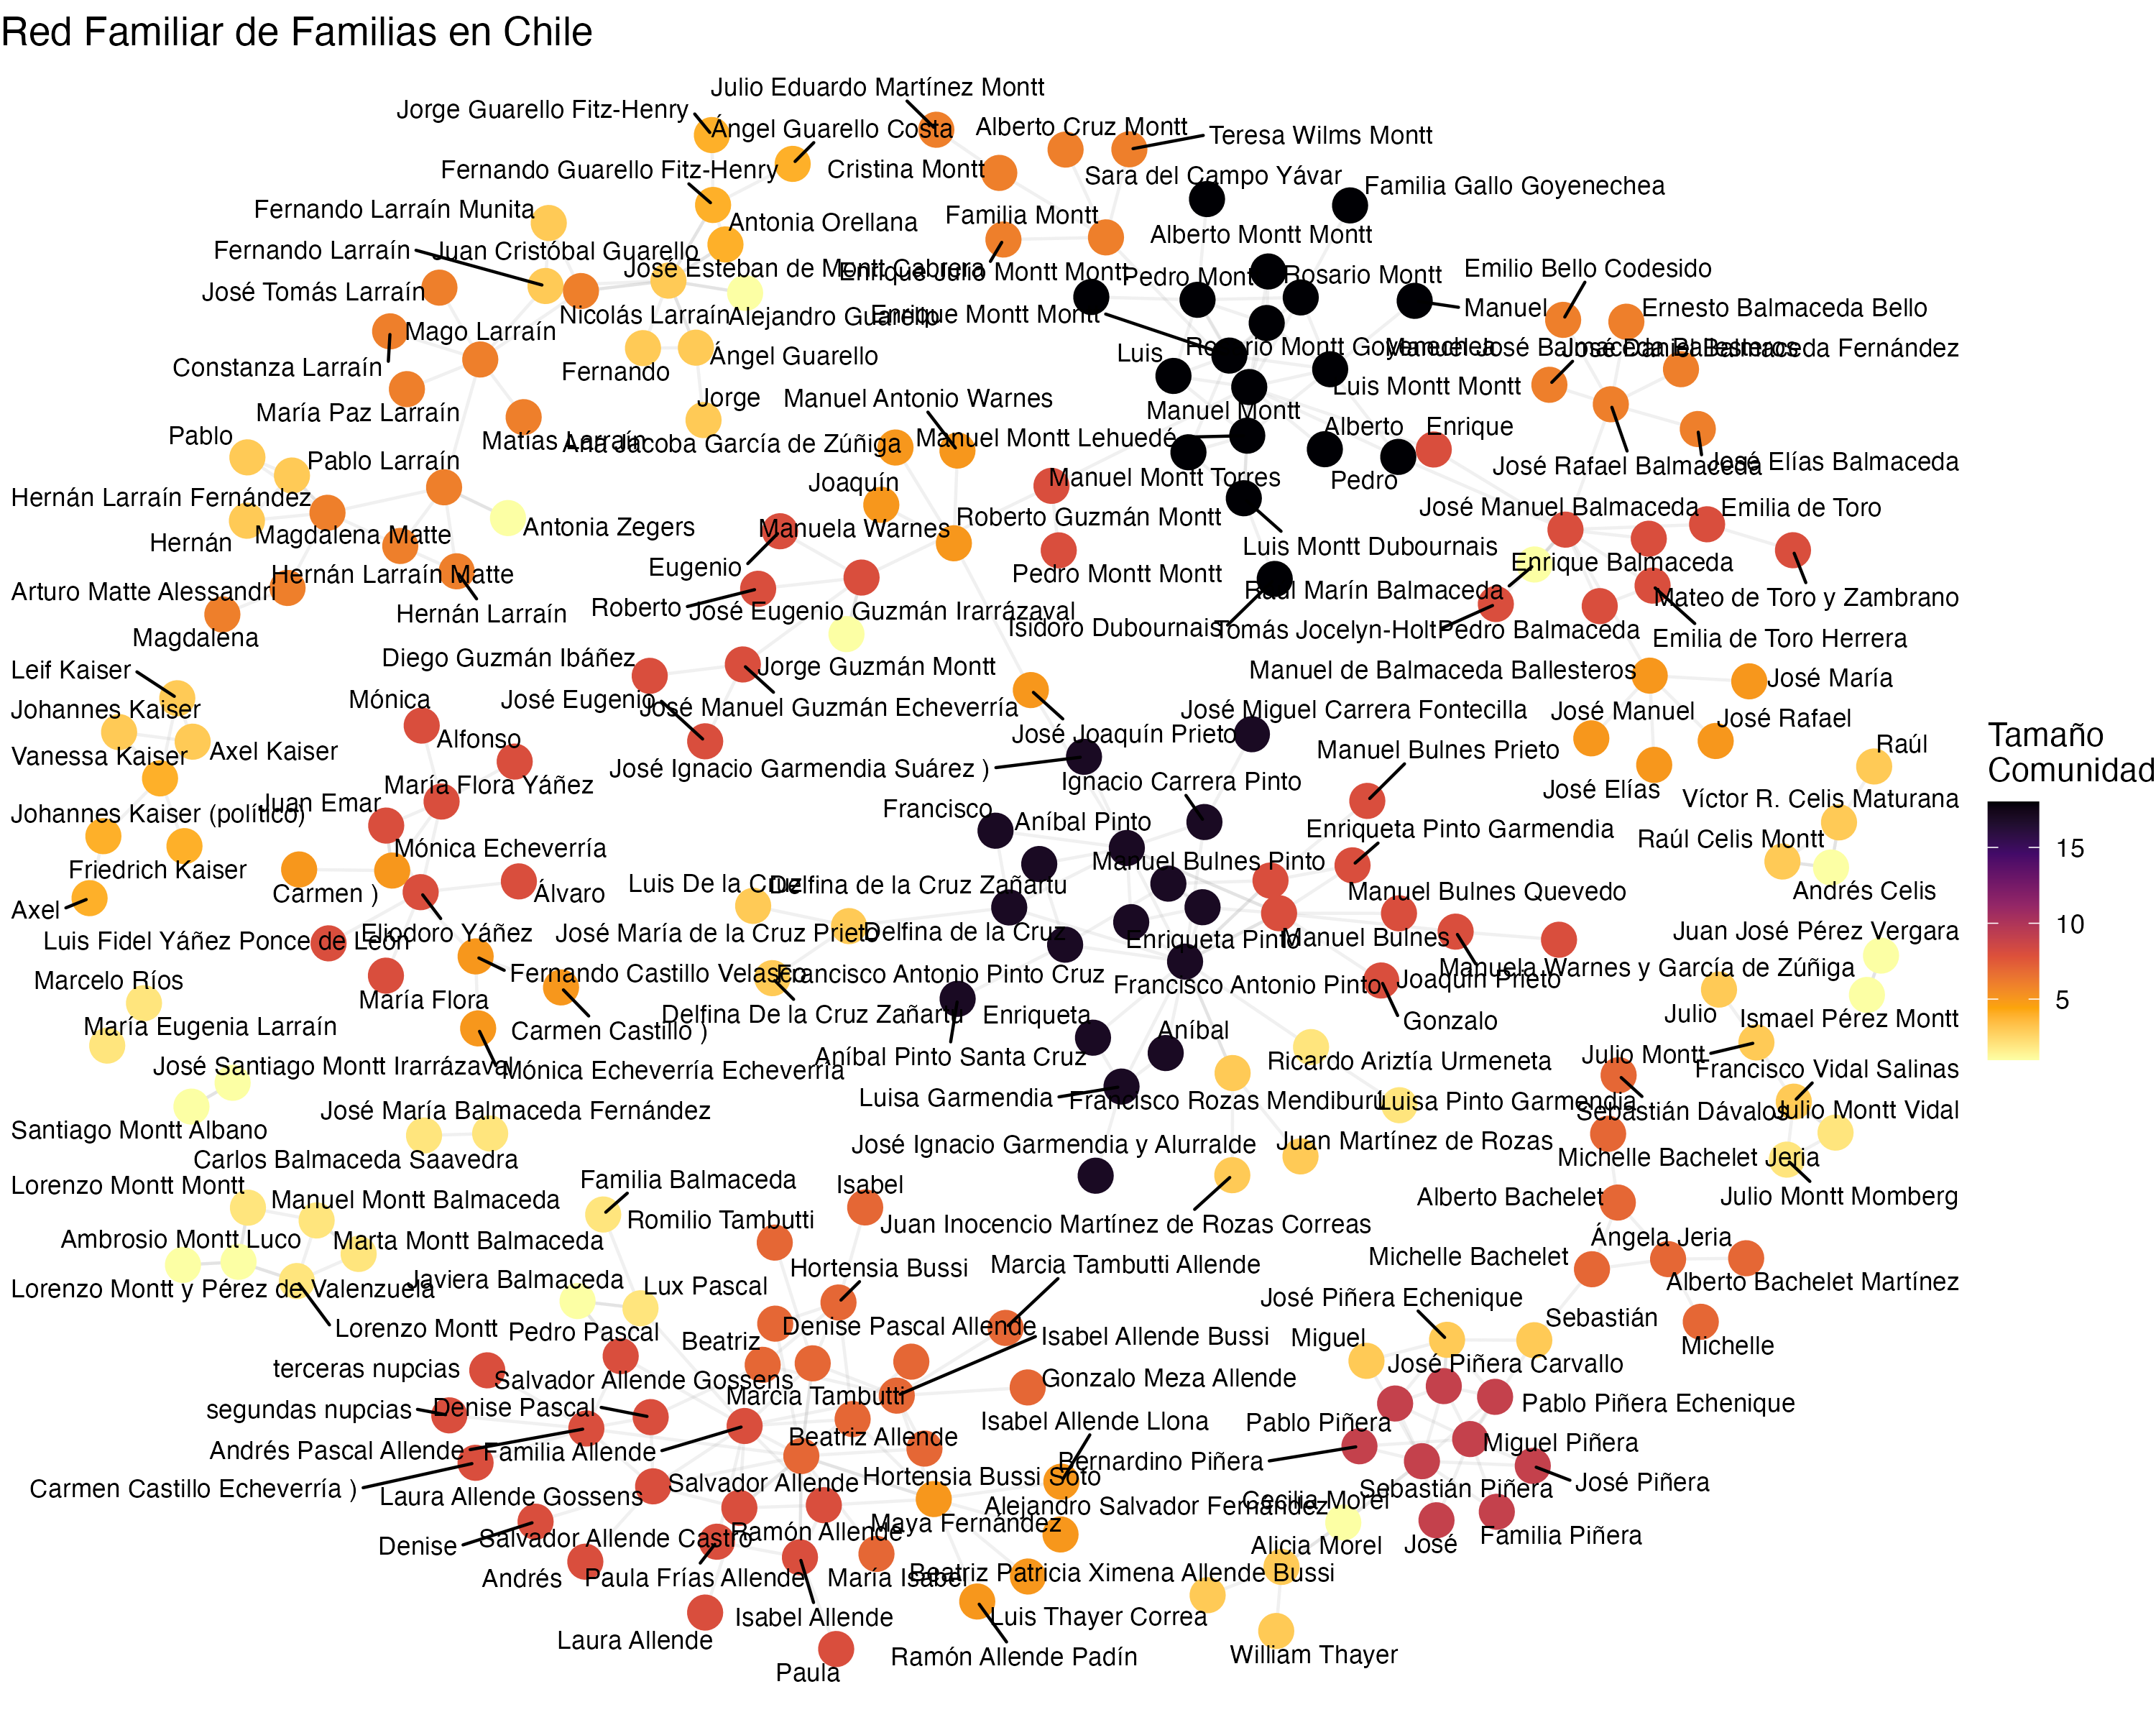 Red Familiar de Familias en Chile
Julio Eduardo Martínez Montt
Jorge Guarello Fitz-Henry
Ángel Guarello Costa
Alberto Cruz Montt
Teresa Wilms Montt
Fernando Guarello Fitz-Henry
Cristina Montt
Sara del Campo Yávar
Familia Gallo Goyenechea
Fernando Larraín Munita
Antonia Orellana
Familia Montt
Alberto Montt Montt
Fernando Larraín
Juan Cristóbal Guarello
José Esteban de Montt Cabrera
Enrique Julio Montt Montt
Pedro Montt
Rosario Montt
Emilio Bello Codesido
José Tomás Larraín
Nicolás Larraín
Alejandro Guarello
Enrique Montt Montt
Manuel
Ernesto Balmaceda Bello
Mago Larraín
Constanza Larraín
Fernando
Ángel Guarello
Luis
Rosario Montt Goyenechea
Manuel José Balmaceda Ballesteros
José Daniel Balmaceda Fernández
Luis Montt Montt
María Paz Larraín
Jorge
Manuel Antonio Warnes
Manuel Montt
Alberto
Enrique
Pablo
Matías Larraín
Ana Jacoba García de Zúñiga
Manuel Montt Lehuedé
Pablo Larraín
José Rafael Balmaceda
José Elías Balmaceda
Joaquín
Manuel Montt Torres
Pedro
Hernán Larraín Fernández
Antonia Zegers
Manuela Warnes
Roberto Guzmán Montt
José Manuel Balmaceda
Emilia de Toro
Hernán
Magdalena Matte
Luis Montt Dubournais
Enrique Balmaceda
Eugenio
Pedro Montt Montt
Arturo Matte Alessandri
Hernán Larraín Matte
Raúl Marín Balmaceda
Mateo de Toro y Zambrano
Hernán Larraín
Roberto
José Eugenio Guzmán Irarrázaval
Isidoro Dubournais
Tomás Jocelyn-Holt
Pedro Balmaceda
Emilia de Toro Herrera
Magdalena
Leif Kaiser
Diego Guzmán Ibáñez
Jorge Guzmán Montt
Manuel de Balmaceda Ballesteros
José María
Johannes Kaiser
Mónica
José Eugenio
José Manuel Guzmán Echeverría
José Miguel Carrera Fontecilla
José Manuel
José Rafael
Vanessa Kaiser
Axel Kaiser
Alfonso
José Joaquín Prieto
Manuel Bulnes Prieto
Raúl
José Ignacio Garmendia Suárez )
Ignacio Carrera Pinto
María Flora Yáñez
José Elías
Víctor R. Celis Maturana
Johannes Kaiser (político)
Juan Emar
Francisco
Aníbal Pinto
Enriqueta Pinto Garmendia
Raúl Celis Montt
Mónica Echeverría
Manuel Bulnes Pinto
Friedrich Kaiser
Carmen )
Álvaro
Luis De la Cruz
Delfina de la Cruz Zañartu
Manuel Bulnes Quevedo
Andrés Celis
Axel
Luis Fidel Yáñez Ponce de León
Eliodoro Yáñez
José María de la Cruz Prieto
Delfina de la Cruz
Enriqueta Pinto
Manuel Bulnes
Juan José Pérez Vergara
Marcelo Ríos
Fernando Castillo Velasco
Francisco Antonio Pinto Cruz
Francisco Antonio Pinto
Joaquín Prieto
Manuela Warnes y García de Zúñiga
María Flora
Carmen Castillo )
Delfina De la Cruz Zañartu
Enriqueta
Gonzalo
Julio
Ismael Pérez Montt
María Eugenia Larraín
Aníbal
José Santiago Montt Irarrázaval
Mónica Echeverría Echeverría
Aníbal Pinto Santa Cruz
Ricardo Ariztía Urmeneta
Julio Montt
Francisco Vidal Salinas
Luisa Garmendia
Francisco Rozas Mendiburu
Luisa Pinto Garmendia
Sebastián Dávalos
Julio Montt Vidal
Santiago Montt Albano
José María Balmaceda Fernández
José Ignacio Garmendia y Alurralde
Juan Martínez de Rozas
Carlos Balmaceda Saavedra
Michelle Bachelet Jeria
Lorenzo Montt Montt
Manuel Montt Balmaceda
Familia Balmaceda
Isabel
Alberto Bachelet
Julio Montt Momberg
Romilio Tambutti
Juan Inocencio Martínez de Rozas Correas
Ambrosio Montt Luco
Marta Montt Balmaceda
Ángela Jeria
Lorenzo Montt y Pérez de Valenzuela
Javiera Balmaceda
Lux Pascal
Hortensia Bussi
Marcia Tambutti Allende
Michelle Bachelet
Alberto Bachelet Martínez
José Piñera Echenique
Sebastián
Lorenzo Montt
Pedro Pascal
Beatriz
Denise Pascal Allende
Isabel Allende Bussi
Miguel
Michelle
terceras nupcias
Salvador Allende Gossens
Marcia Tambutti
Gonzalo Meza Allende
José Piñera Carvallo
segundas nupcias
Denise Pascal
Isabel Allende Llona
Pablo Piñera
Pablo Piñera Echenique
Andrés Pascal Allende
Familia Allende
Beatriz Allende
Bernardino Piñera
Miguel Piñera
Carmen Castillo Echeverría )
Laura Allende Gossens
Salvador Allende
Hortensia Bussi Soto
Sebastián Piñera
José Piñera
Alejandro Salvador Fernández
Cecilia Morel
Denise
Salvador Allende Castro
Ramón Allende
Maya Fernández
Alicia Morel
José
Familia Piñera
Andrés
Paula Frías Allende
María Isabel
Beatriz Patricia Ximena Allende Bussi
Isabel Allende
Luis Thayer Correa
Laura Allende
Paula
Ramón Allende Padín
William Thayer
Tamaño
Comunidad
15
10
5